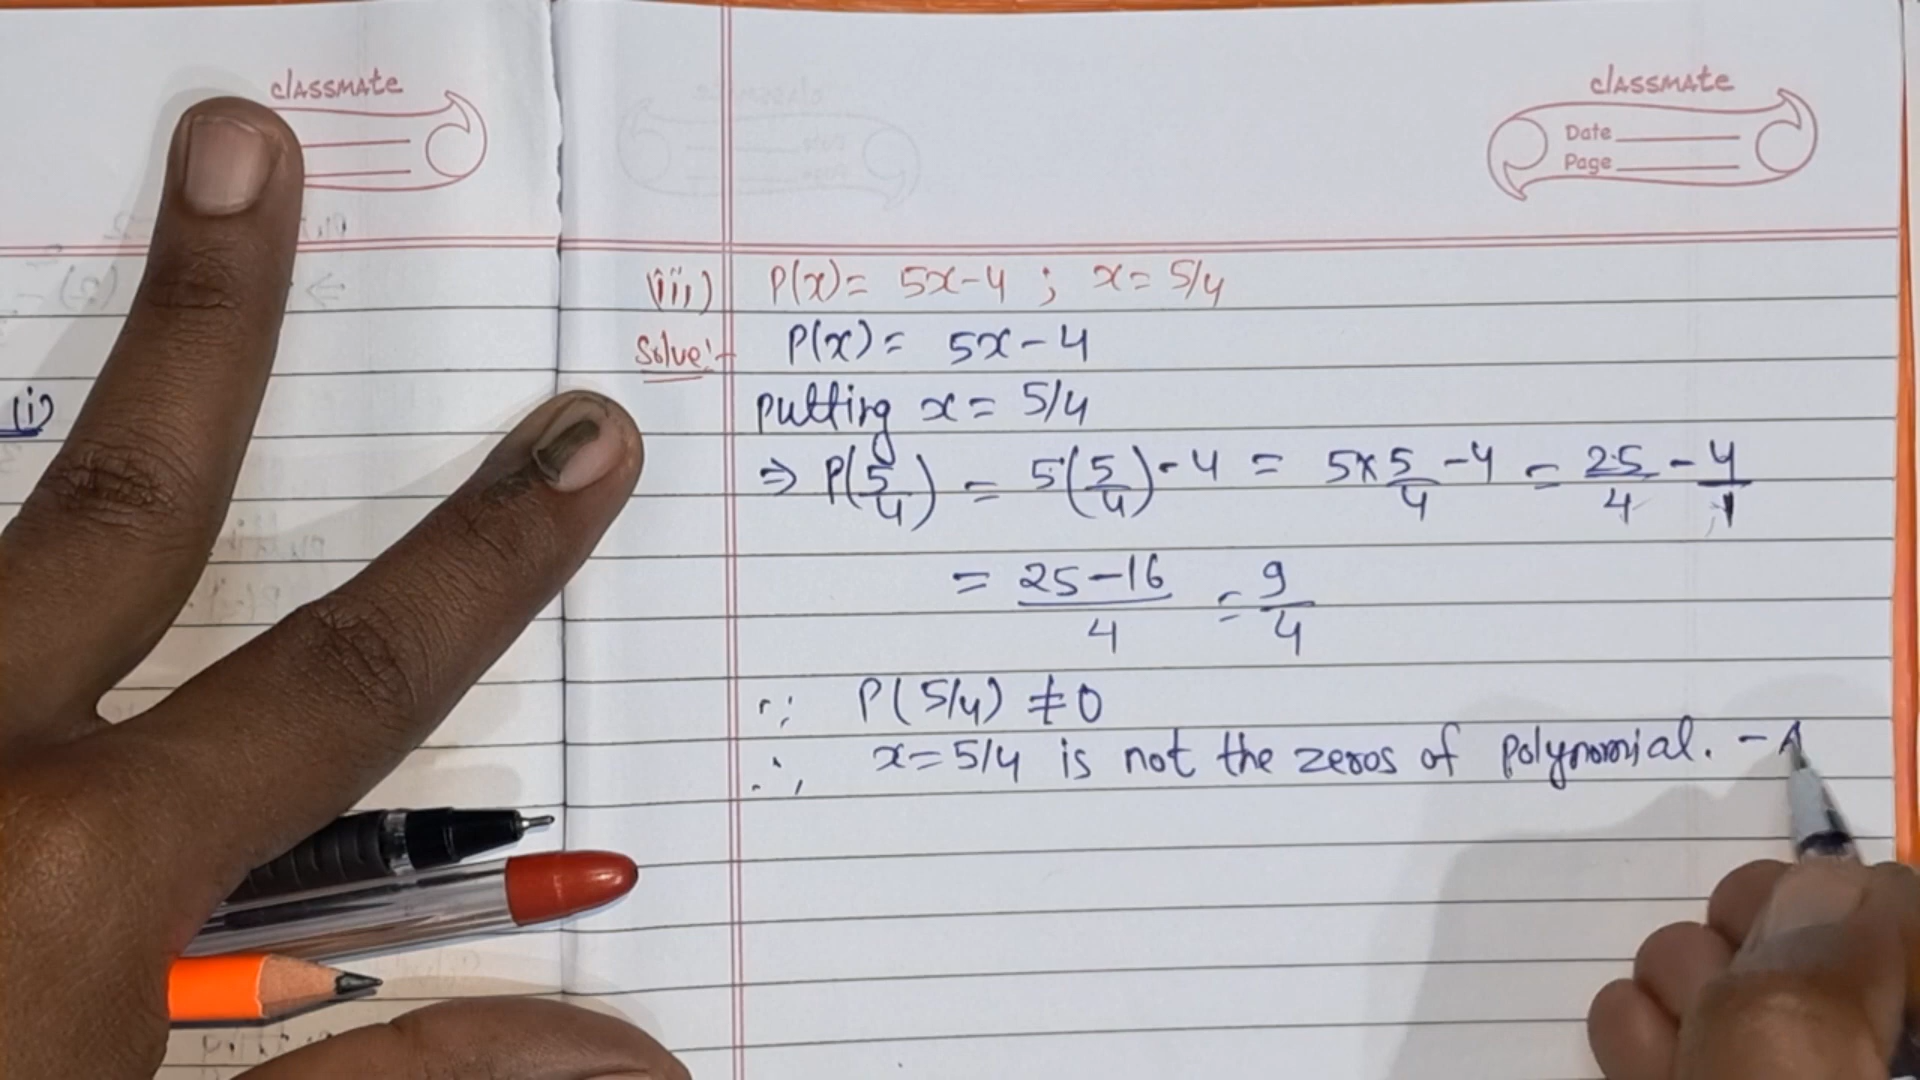 classmate
classmate
Date
Page
(i)
(iii) P(x) = 5x-4 ; x = 5/4
Solve:- P(x) = 5x-4
Putting x = 5/4
⇒ P(5/4) = 5(5/4) - 4 = 5×5/4 - 4 = 25/4 - 4/1
= 25-16/4 = 9/4
∵ P(5/4) ≠ 0
∴ x = 5/4 is not the zeros of polynomial. - A